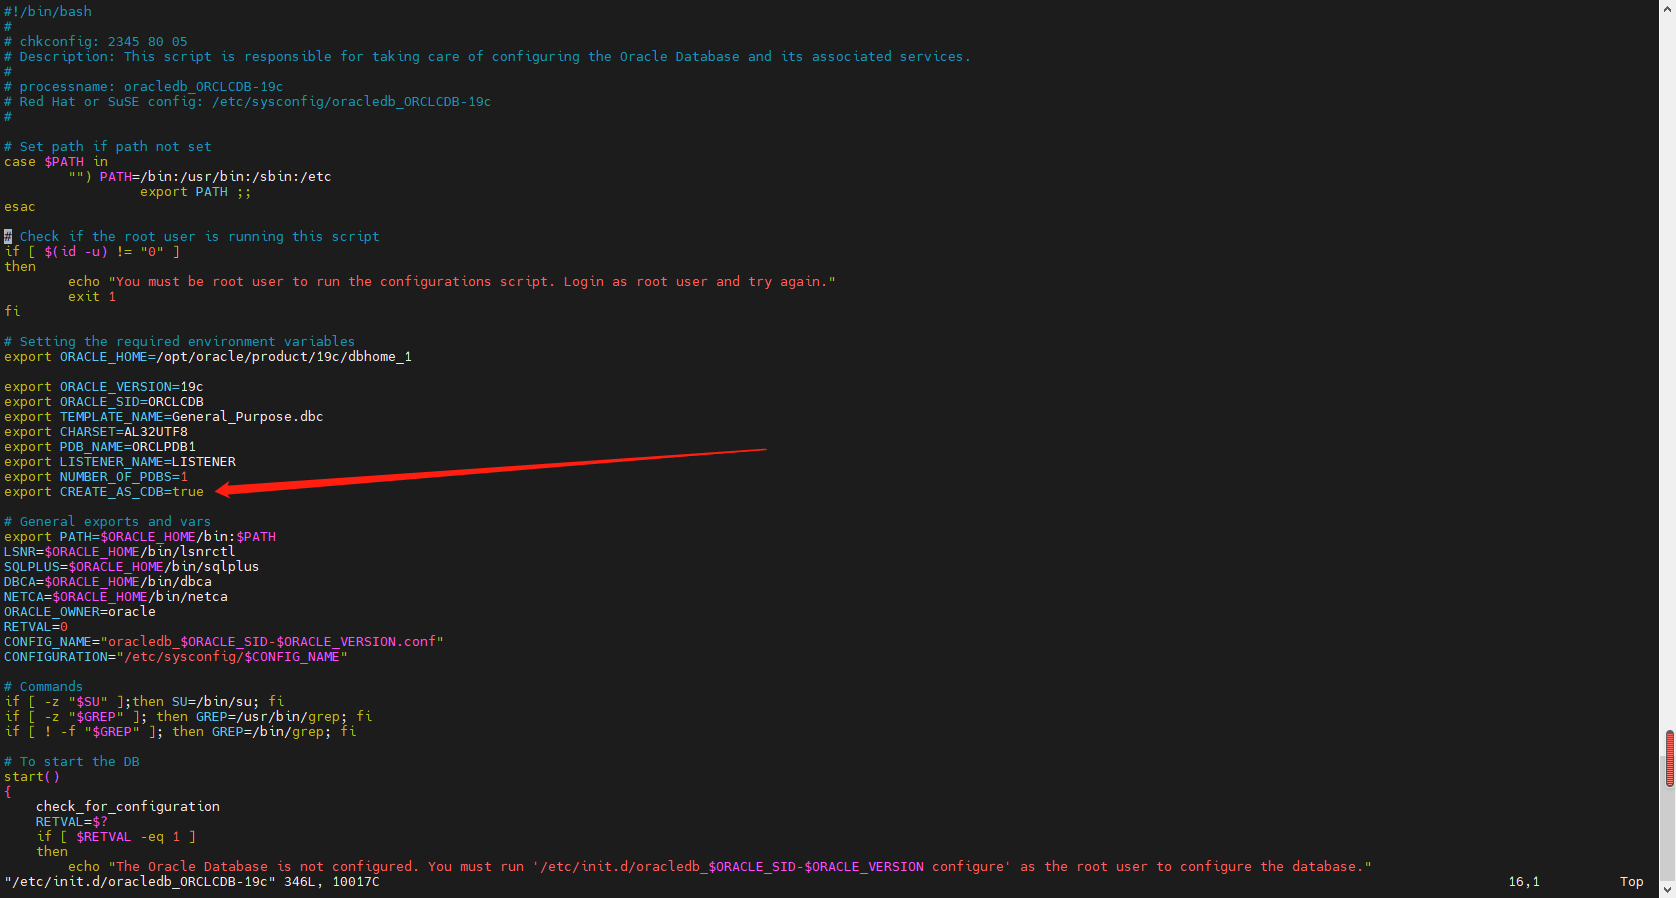 #!/bin/bash
#
# chkconfig: 2345 80 05
# Description: This script is responsible for taking care of configuring the Oracle Database and its associated services.
#
# processname: oracledb_ORCLCDB-19c
# Red Hat or SuSE config: /etc/sysconfig/oracledb_ORCLCDB-19c
#
# Set path if path not set
case $PATH in
        "") PATH=/bin:/usr/bin:/sbin:/etc
                 export PATH ;;
esac
# Check if the root user is running this script
if [ $(id -u) != "0" ]
then
        echo "You must be root user to run the configurations script. Login as root user and try again."
        exit 1
fi
# Setting the required environment variables
export ORACLE_HOME=/opt/oracle/product/19c/dbhome_1
export ORACLE_VERSION=19c
export ORACLE_SID=ORCLCDB
export TEMPLATE_NAME=General_Purpose.dbc
export CHARSET=AL32UTF8
export PDB_NAME=ORCLPDB1
export LISTENER_NAME=LISTENER
export NUMBER_OF_PDBS=1
export CREATE_AS_CDB=true
# General exports and vars
export PATH=$ORACLE_HOME/bin:$PATH
LSNR=$ORACLE_HOME/bin/lsnrctl
SQLPLUS=$ORACLE_HOME/bin/sqlplus
DBCA=$ORACLE_HOME/bin/dbca
NETCA=$ORACLE_HOME/bin/netca
ORACLE_OWNER=oracle
RETVAL=0
CONFIG_NAME="oracledb_$ORACLE_SID-$ORACLE_VERSION.conf"
CONFIGURATION="/etc/sysconfig/$CONFIG_NAME"
# Commands
if [ -z "$SU" ];then SU=/bin/su; fi
if [ -z "$GREP" ]; then GREP=/usr/bin/grep; fi
if [ ! -f "$GREP" ]; then GREP=/bin/grep; fi
# To start the DB
start()
{
    check_for_configuration
    RETVAL=$?
    if [ $RETVAL -eq 1 ]
    then
        echo "The Oracle Database is not configured. You must run '/etc/init.d/oracledb_$ORACLE_SID-$ORACLE_VERSION configure' as the root user to configure the database."
"/etc/init.d/oracledb_ORCLCDB-19c" 346L, 10017C 16,1 Top